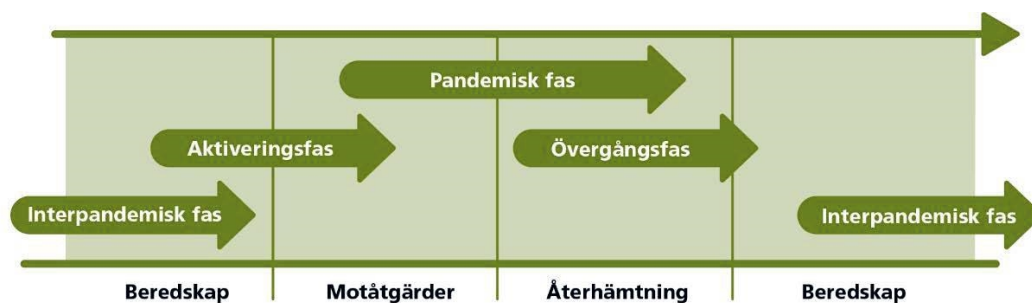 Pandemisk fas
Aktiveringsfas
Övergångsfas
Interpandemisk fas
Interpandemisk fas
Beredskap
Motåtgärder
Återhämtning
Beredskap